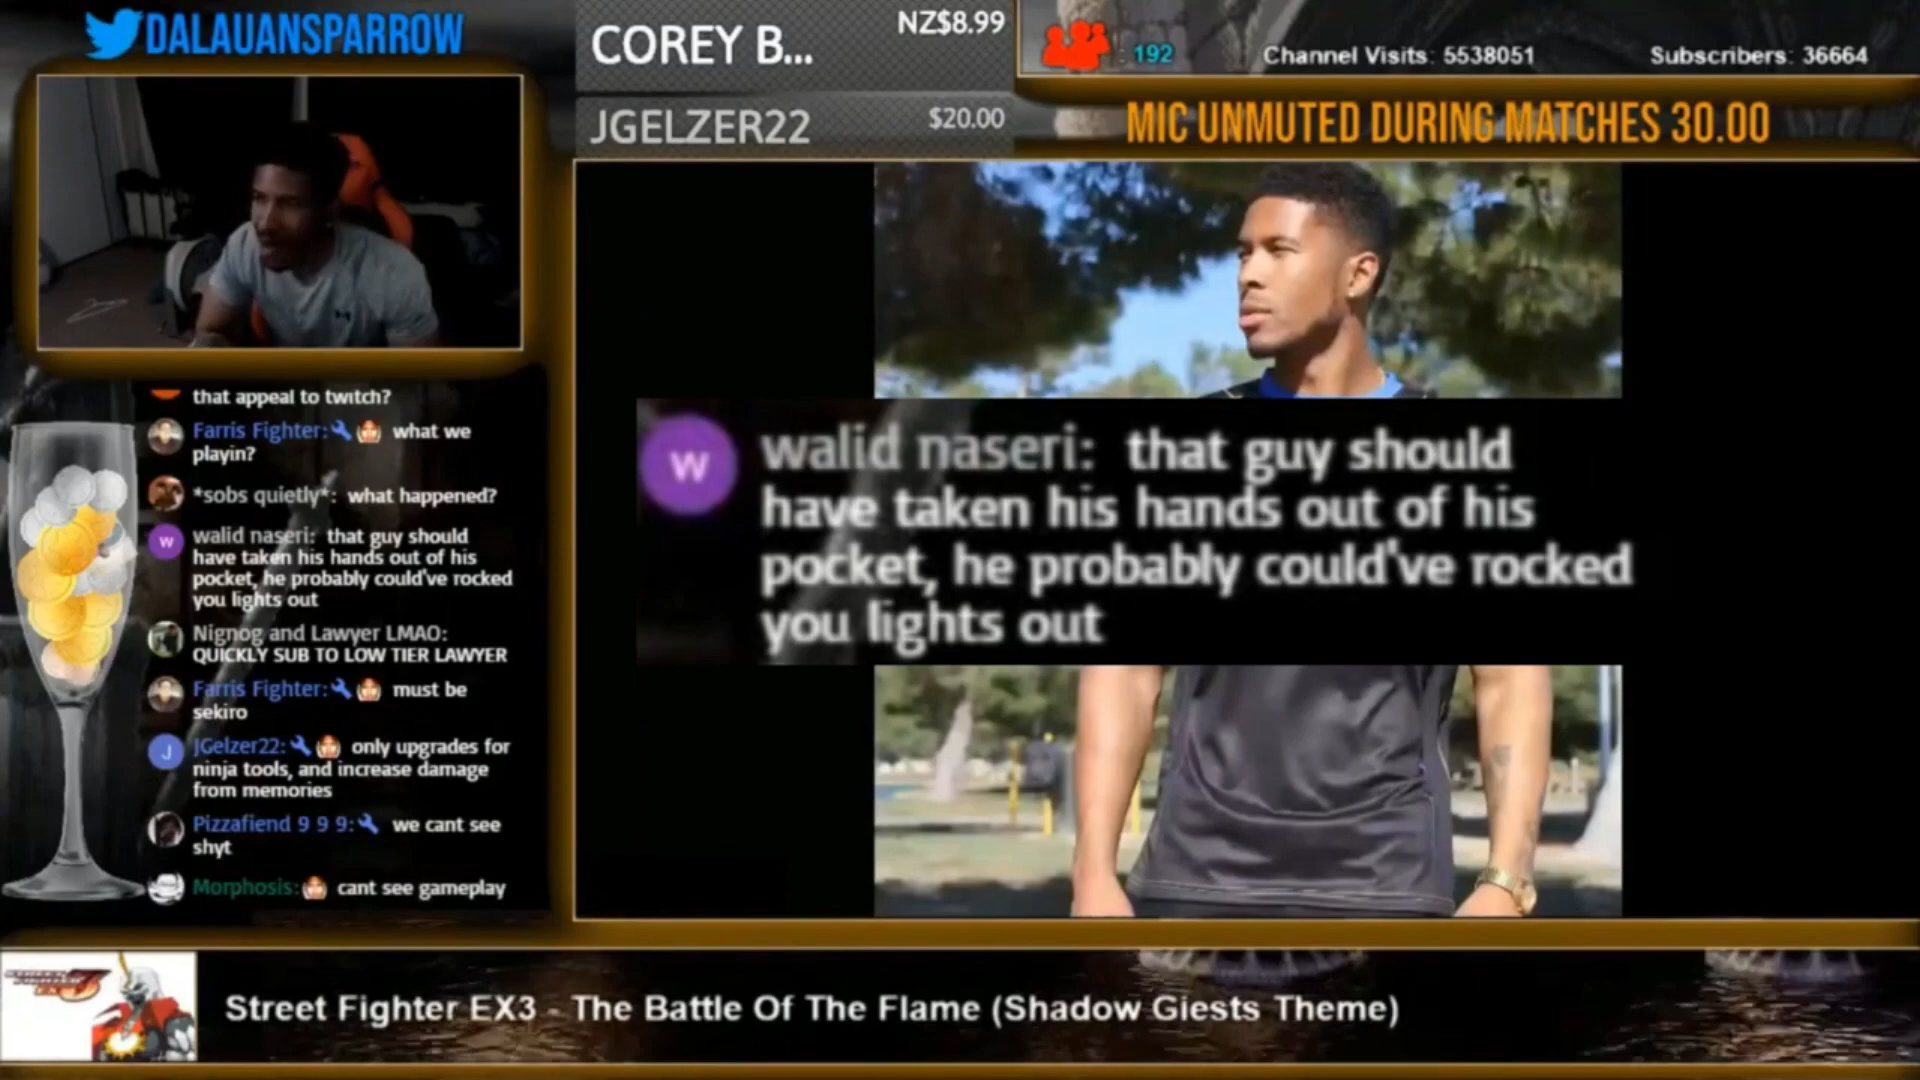 DALAUANSPARROW
COREY B...
NZ$8.99
JGELZER22
$20.00
: 192
Channel Visits: 5538051
Subscribers: 36664
MIC UNMUTED DURING MATCHES 30.00
that appeal to twitch?
Farris Fighter: what we
playin?
*sobs quietly*: what happened?
W
walid naseri: that guy should
have taken his hands out of his
pocket, he probably could've rocked
you lights out
Nignog and Lawyer LMAO:
QUICKLY SUB TO LOW TIER LAWYER
Farris Fighter: must be
sekiro
J
JGelzer22: only upgrades for
ninja tools, and increase damage
from memories
Pizzafiend 9 9 9: we cant see
shyt
Morphosis: cant see gameplay
W
walid naseri: that guy should
have taken his hands out of his
pocket, he probably could've rocked
you lights out
Street Fighter EX3 - The Battle Of The Flame (Shadow Giests Theme)